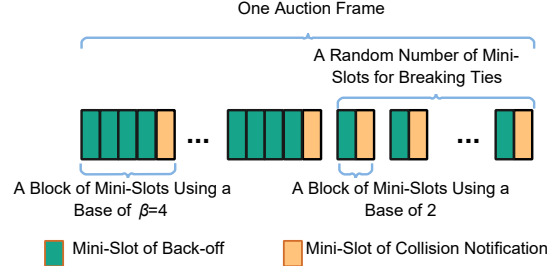 One Auction Frame
A Random Number of Mini-
Slots for Breaking Ties
...
...
A Block of Mini-Slots Using a
Base of β=4
A Block of Mini-Slots Using a
Base of 2
Mini-Slot of Back-off
Mini-Slot of Collision Notification